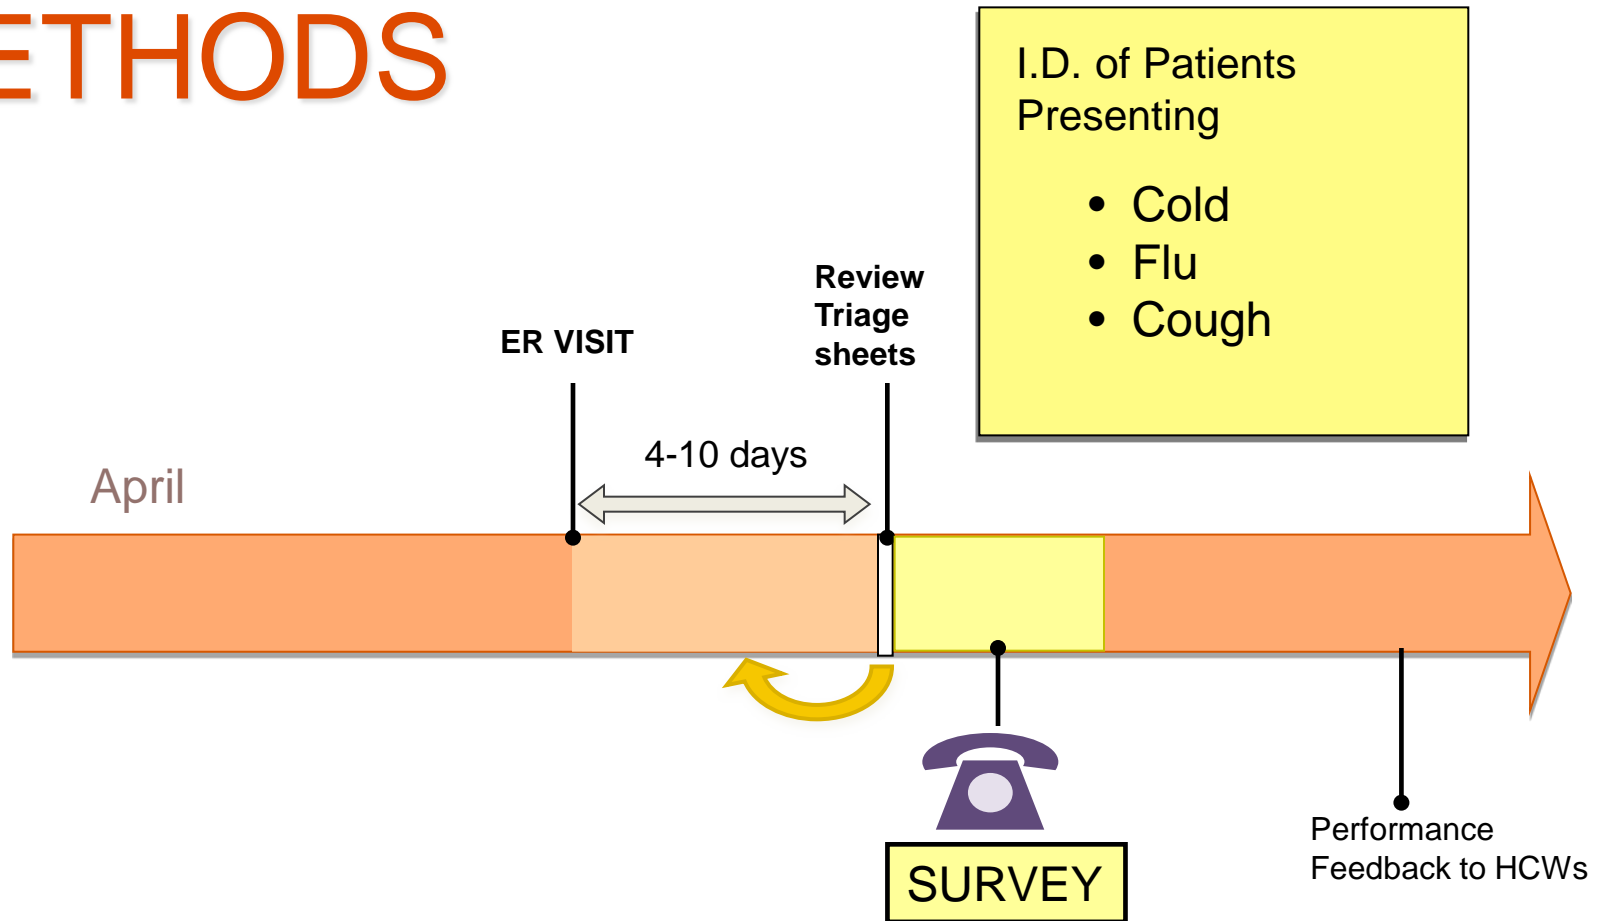 ETHODS
I.D. of Patients
Presenting
• Cold
• Flu
• Cough
Review
Triage
sheets
ER VISIT
4-10 days
April
SURVEY
Performance
Feedback to HCWs